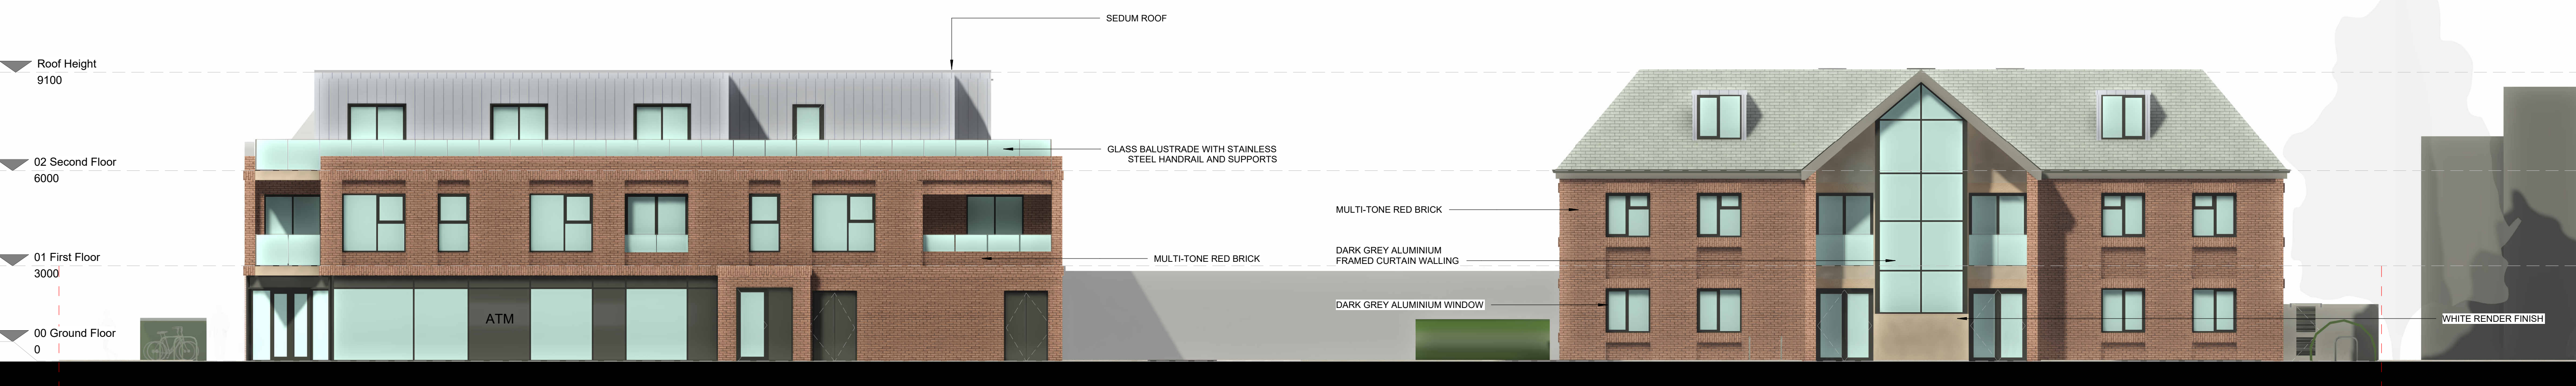 SEDUM ROOF
Roof Height
9100
GLASS BALUSTRADE WITH STAINLESS
STEEL HANDRAIL AND SUPPORTS
02 Second Floor
6000
MULTI-TONE RED BRICK
DARK GREY ALUMINIUM
FRAMED CURTAIN WALLING
01 First Floor
3000
MULTI-TONE RED BRICK
DARK GREY ALUMINIUM WINDOW
ATM
WHITE RENDER FINISH
00 Ground Floor
0